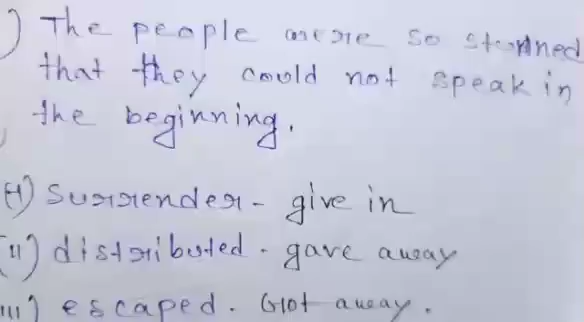 ) The people were so stunned
that they could not speak in
the beginning.
(i) Surrender - give in
(ii) distributed - gave away
(iii) escaped. Got away.